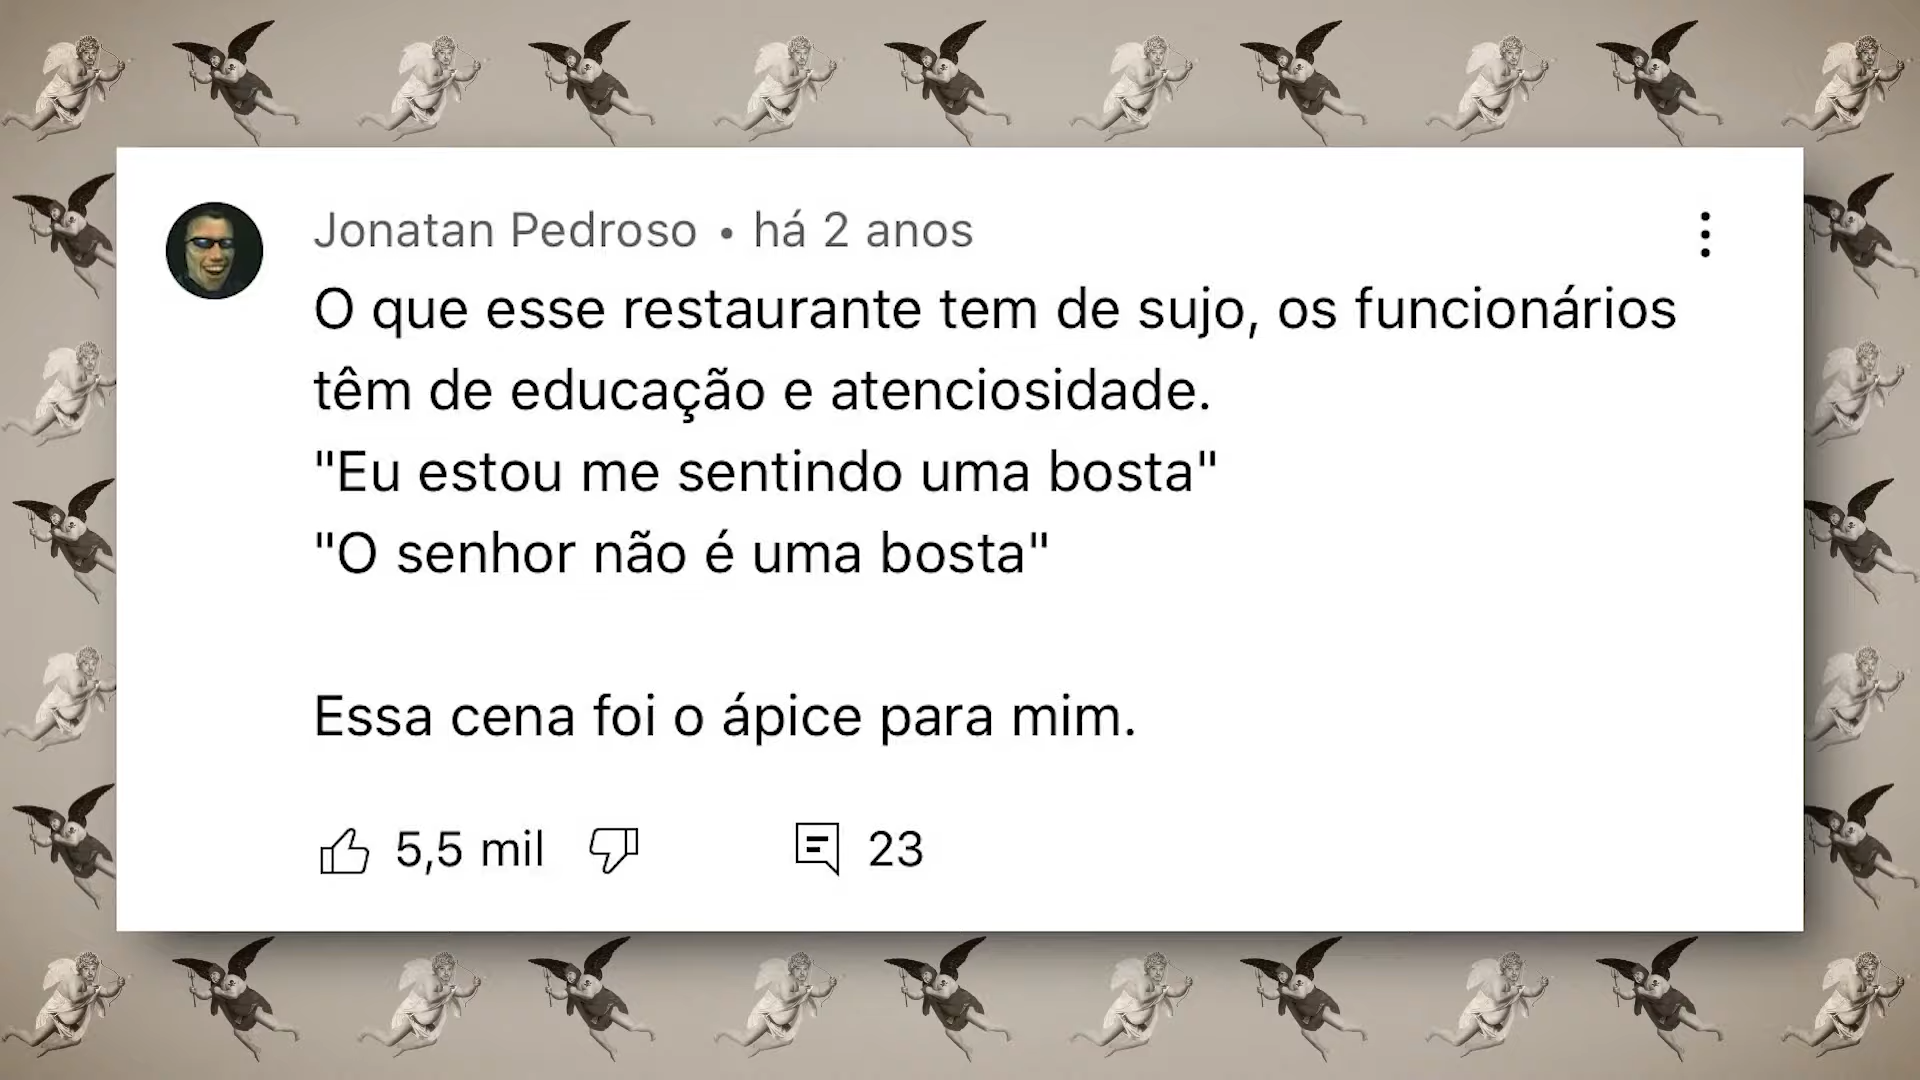 Jonatan Pedroso • há 2 anos
O que esse restaurante tem de sujo, os funcionários
têm de educação e atenciosidade.
"Eu estou me sentindo uma bosta"
"O senhor não é uma bosta"
Essa cena foi o ápice para mim.
5,5 mil 23